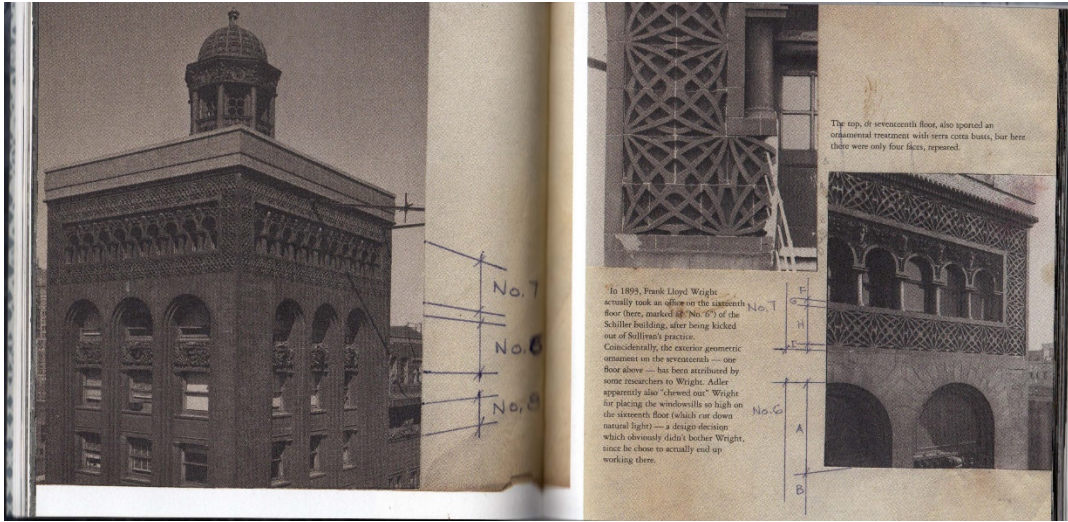 No. 7
No. 6
No. 8
The top, or seventeenth floor, also sported an
ornamental treatment with terra cotta busts, but here
there were only four faces, repeated.
In 1893, Frank Lloyd Wright
actually took an office on the sixteenth
floor (here, marked as "No. 6") of the
Schiller building, after being kicked
out of Sullivan's practice.
Coincidentally, the exterior geometric
ornament on the seventeenth — one
floor above — has been attributed by
some researchers to Wright. Adler
apparently also "chewed out" Wright
for placing the windowsills so high on
the sixteenth floor (which cut down
natural light) — a design decision
which obviously didn't bother Wright,
since he chose to actually end up
working there.
No. 7
F
G
H
No. 6
A
B